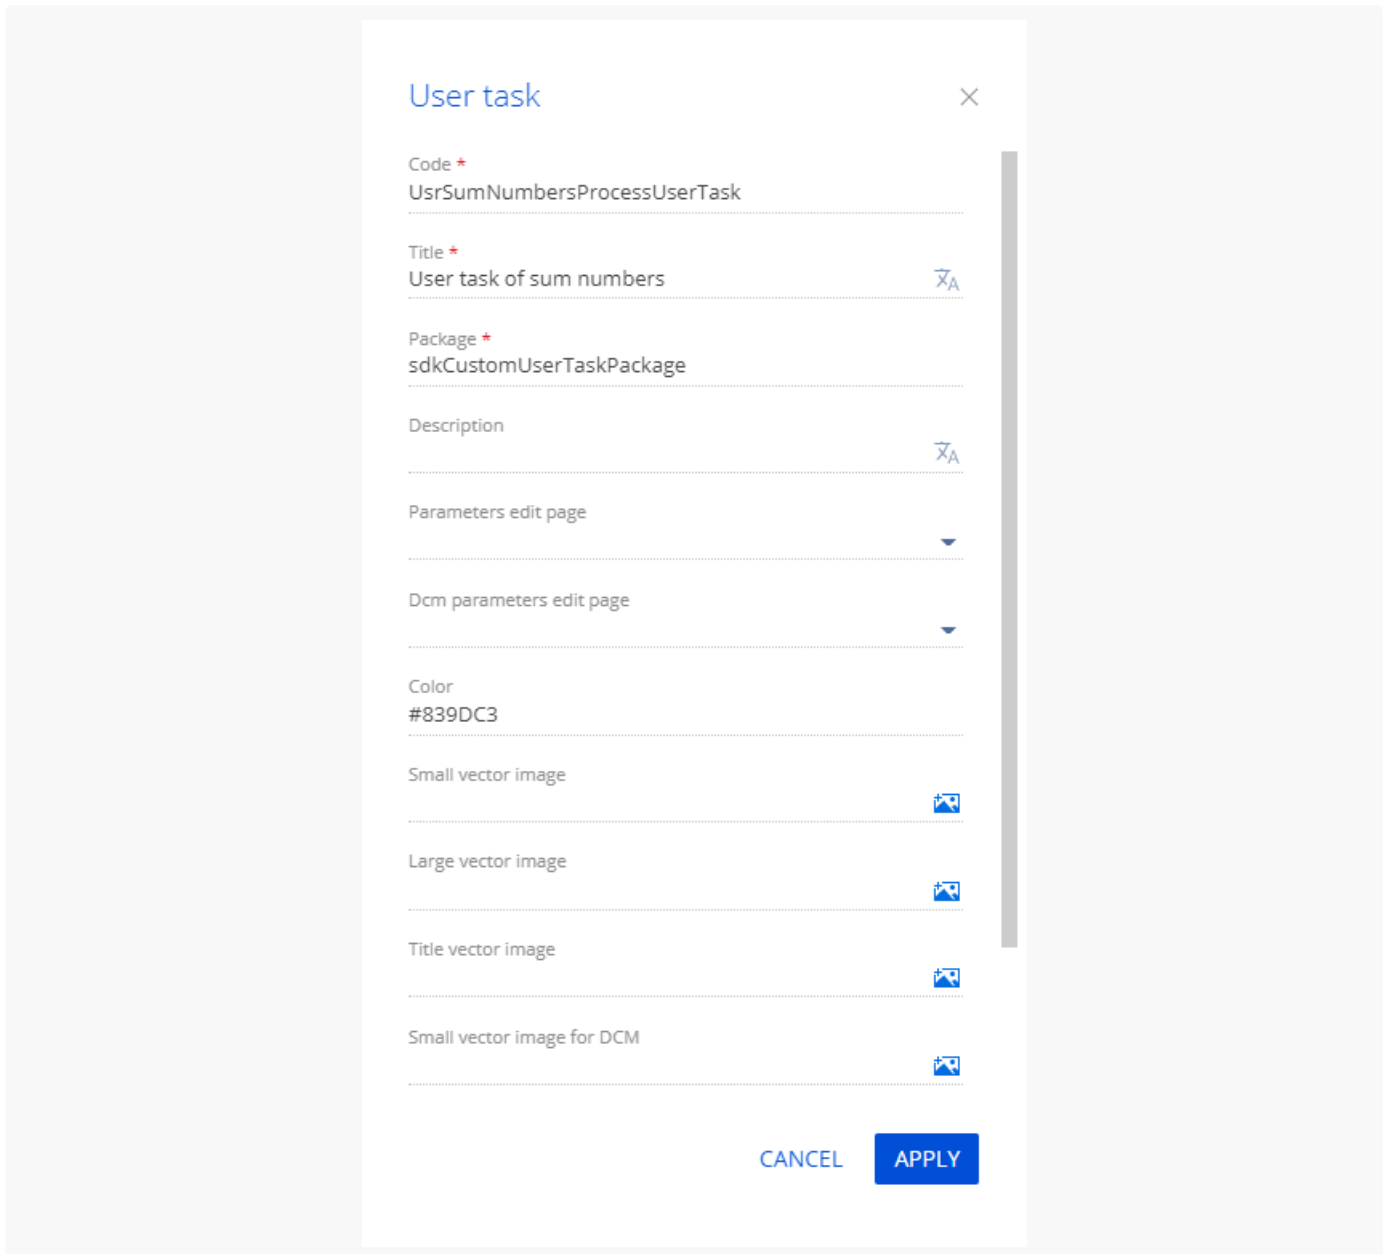 User task
Code *
UsrSumNumbersProcessUserTask
Title *
User task of sum numbers
Package *
sdkCustomUserTaskPackage
Description
Parameters edit page
Dcm parameters edit page
Color
#839DC3
Small vector image
Large vector image
Title vector image
Small vector image for DCM
CANCEL APPLY